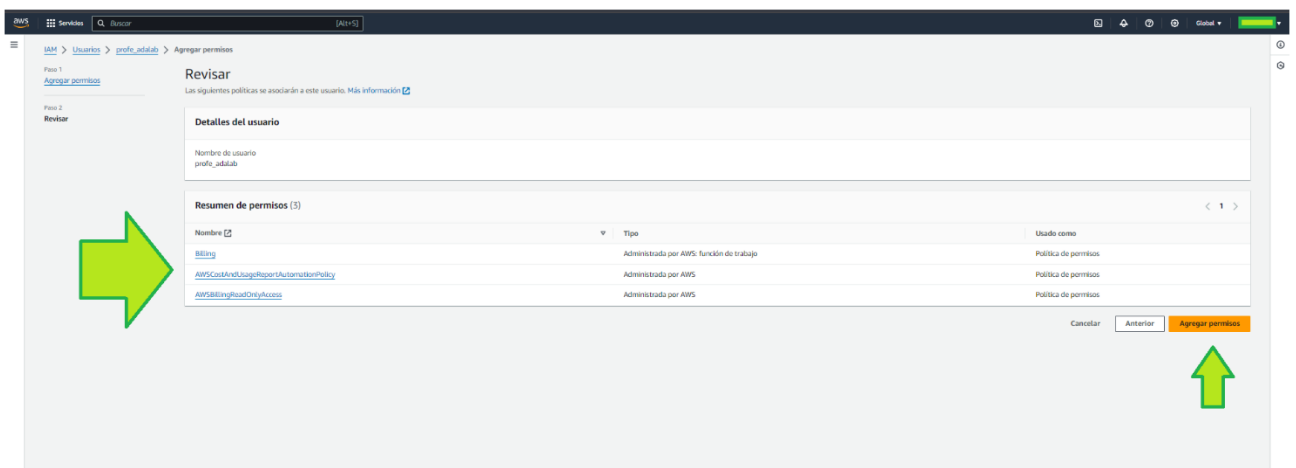 aws Servicios Buscar [Alt+S] Global
IAM > Usuarios > profe_adalab > Agregar permisos
Paso 1
Agregar permisos
Paso 2
Revisar
Revisar
Las siguientes políticas se asociarán a este usuario. Más información
Detalles del usuario
Nombre de usuario
profe_adalab
Resumen de permisos (3) < 1 >
Nombre Tipo Usado como
Billing Administrada por AWS: función de trabajo Política de permisos
AWSCostAndUsageReportAutomationPolicy Administrada por AWS Política de permisos
AWSBillingReadOnlyAccess Administrada por AWS Política de permisos
Cancelar Anterior Agregar permisos